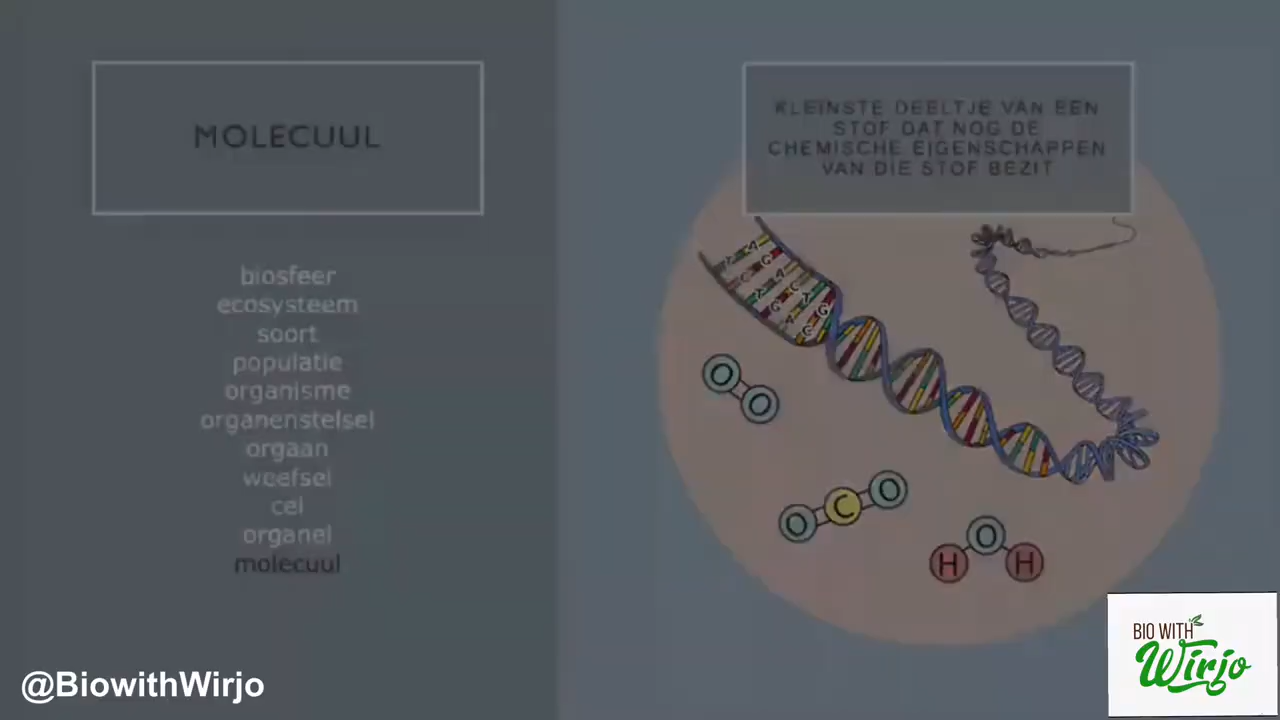 MOLECUUL
biosfeer
ecosysteem
soort
populatie
organisme
organenstelsel
orgaan
weefsel
cel
organel
molecuul
KLEINSTE DEELTJE VAN EEN
STOF DAT NOG DE
CHEMISCHE EIGENSCHAPPEN
VAN DIE STOF BEZIT
O
O
O C O
O
H H
@BiowithWirjo
BIO WITH
Wirjo